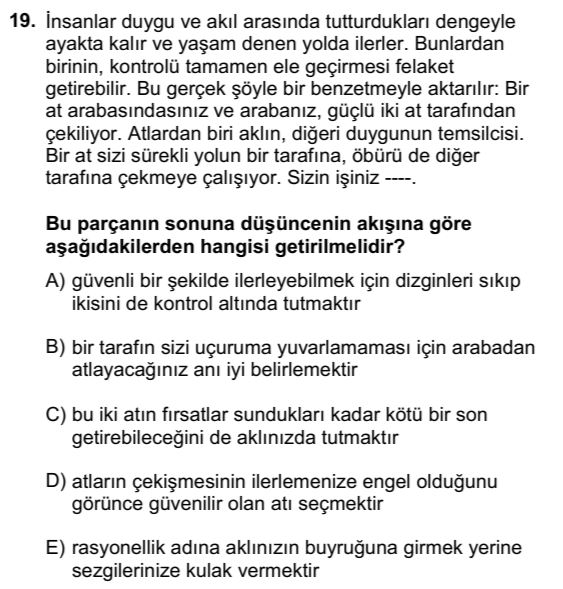 19. İnsanlar duygu ve akıl arasında tutturdukları dengeyle
ayakta kalır ve yaşam denen yolda ilerler. Bunlardan
birinin, kontrolü tamamen ele geçirmesi felaket
getirebilir. Bu gerçek şöyle bir benzetmeyle aktarılır: Bir
at arabasındasınız ve arabanız, güçlü iki at tarafından
çekiliyor. Atlardan biri aklın, diğeri duygunun temsilcisi.
Bir at sizi sürekli yolun bir tarafına, öbürü de diğer
tarafına çekmeye çalışıyor. Sizin işiniz ----.
Bu parçanın sonuna düşüncenin akışına göre
aşağıdakilerden hangisi getirilmelidir?
A) güvenli bir şekilde ilerleyebilmek için dizginleri sıkıp
ikisini de kontrol altında tutmaktır
B) bir tarafın sizi uçuruma yuvarlamaması için arabadan
atlayacağınız anı iyi belirlemektir
C) bu iki atın fırsatlar sundukları kadar kötü bir son
getirebileceğini de aklınızda tutmaktır
D) atların çekişmesinin ilerlemenize engel olduğunu
görünce güvenilir olan atı seçmektir
E) rasyonellik adına aklınızın buyruğuna girmek yerine
sezgilerinize kulak vermektir